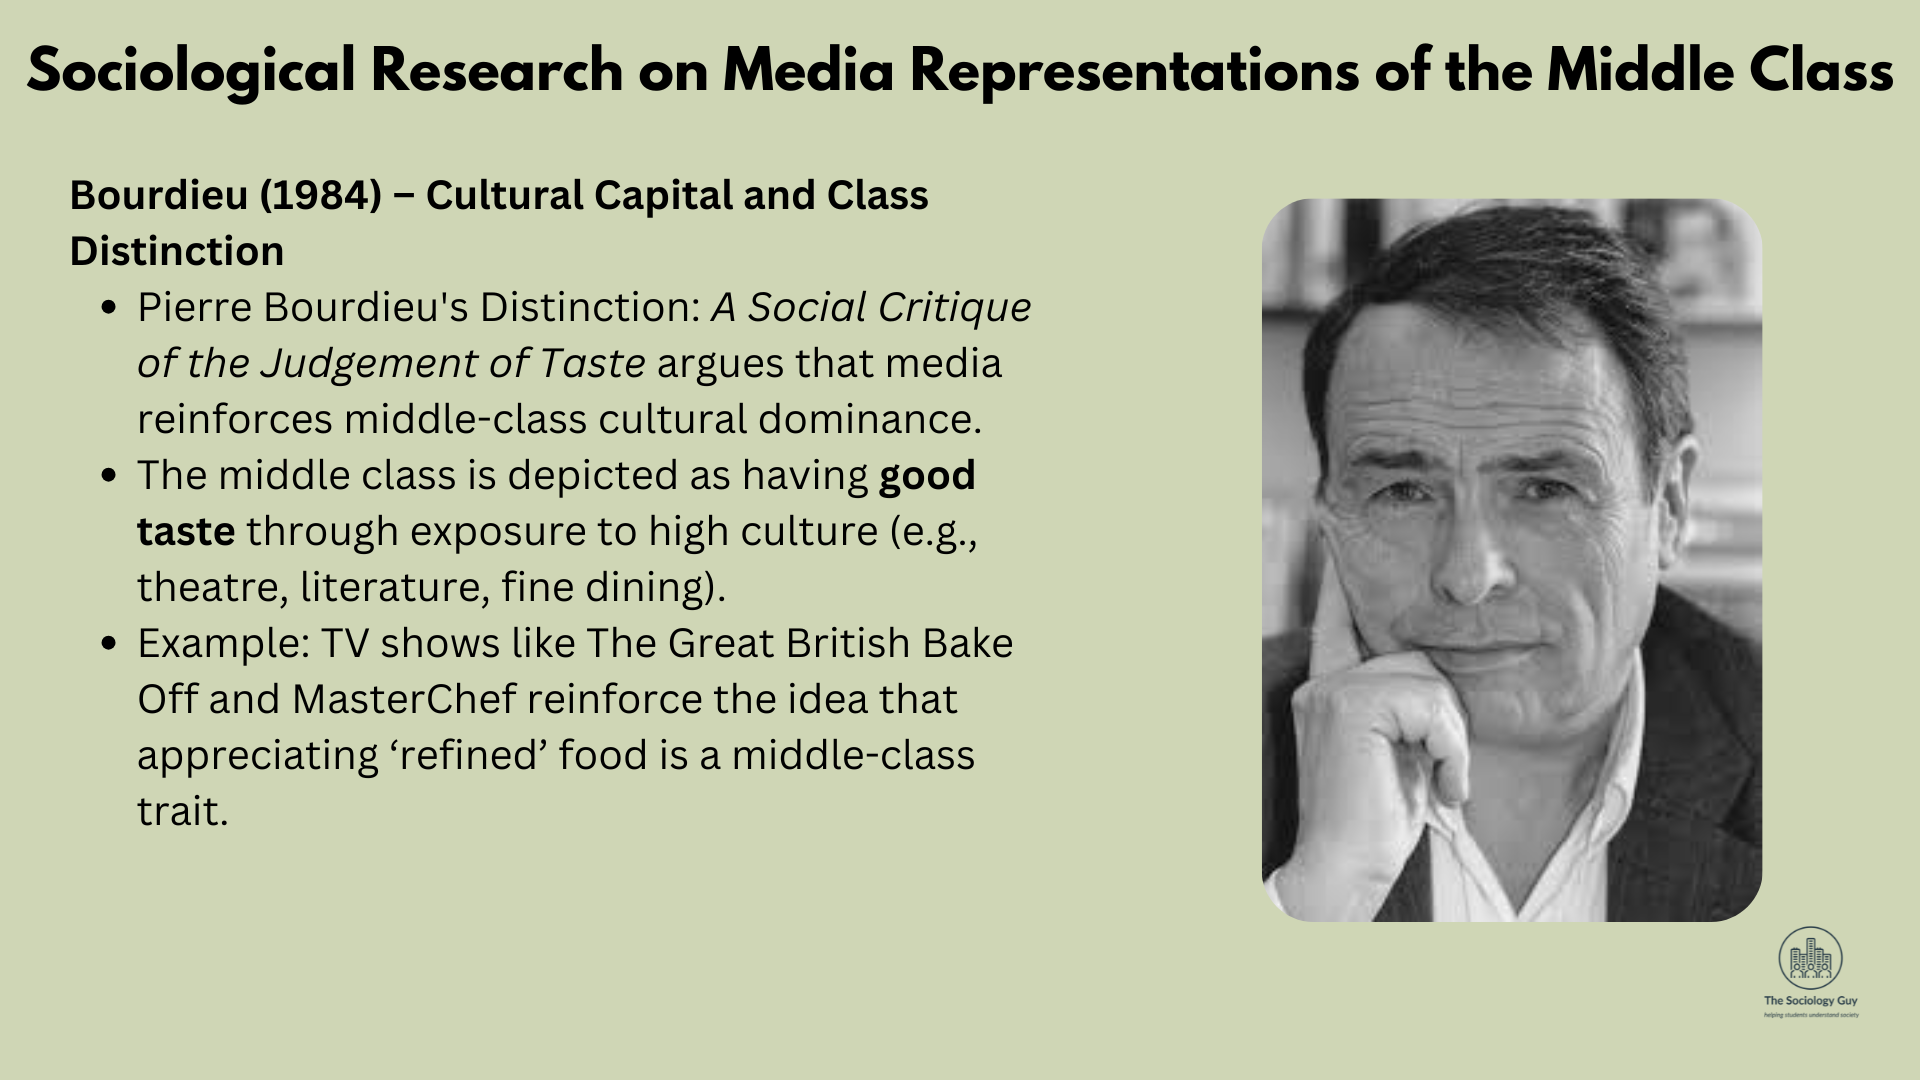 Sociological Research on Media Representations of the Middle Class
Bourdieu (1984) – Cultural Capital and Class
Distinction
• Pierre Bourdieu's Distinction: A Social Critique
of the Judgement of Taste argues that media
reinforces middle-class cultural dominance.
• The middle class is depicted as having good
taste through exposure to high culture (e.g.,
theatre, literature, fine dining).
• Example: TV shows like The Great British Bake
Off and MasterChef reinforce the idea that
appreciating ‘refined’ food is a middle-class
trait.
The Sociology Guy
helping students understand society